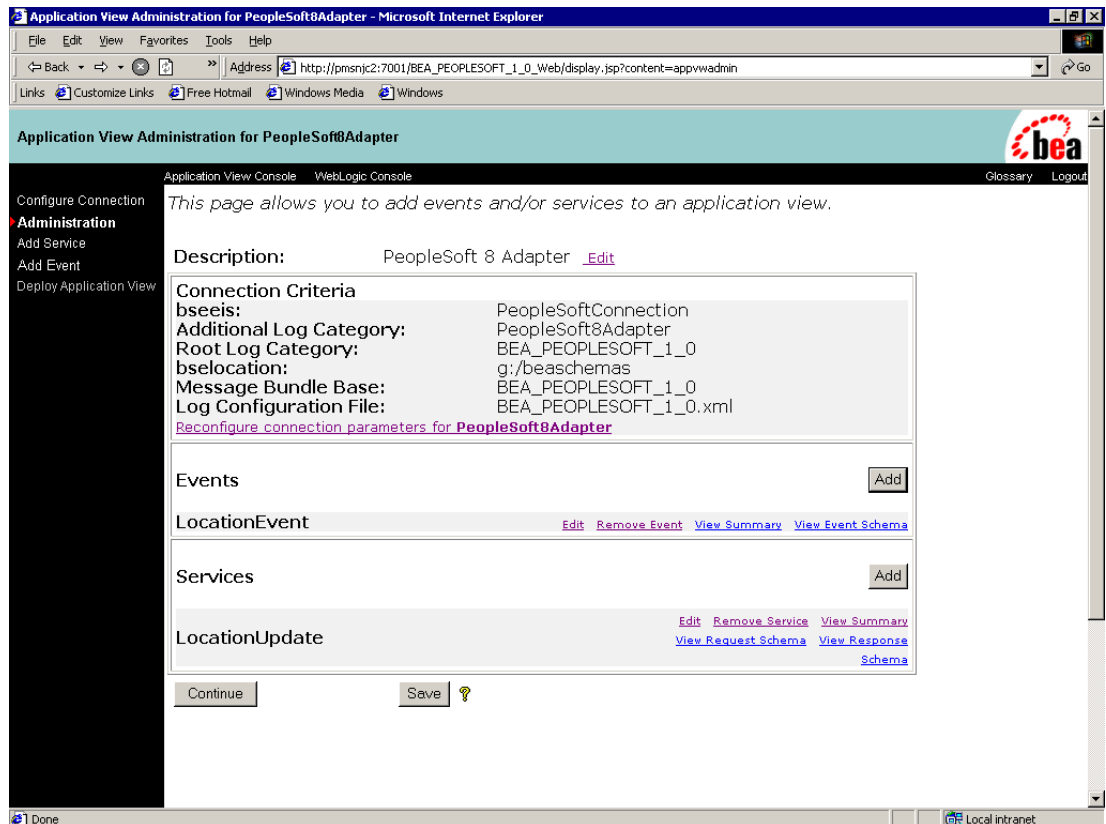 Application View Administration for PeopleSoft8Adapter - Microsoft Internet Explorer
File Edit View Favorites Tools Help
Back » Address http://pmsnjc2:7001/BEA_PEOPLESOFT_1_0_Web/display.jsp?content=appvwadmin Go
Links Customize Links Free Hotmail Windows Media Windows
Application View Administration for PeopleSoft8Adapter
bea
Application View Console WebLogic Console Glossary Logout
Configure Connection
Administration
Add Service
Add Event
Deploy Application View
This page allows you to add events and/or services to an application view.
Description: PeopleSoft 8 Adapter Edit
Connection Criteria
bseeis: PeopleSoftConnection
Additional Log Category: PeopleSoft8Adapter
Root Log Category: BEA_PEOPLESOFT_1_0
bselocation: g:/beaschemas
Message Bundle Base: BEA_PEOPLESOFT_1_0
Log Configuration File: BEA_PEOPLESOFT_1_0.xml
Reconfigure connection parameters for PeopleSoft8Adapter
Events Add
LocationEvent Edit Remove Event View Summary View Event Schema
Services Add
LocationUpdate Edit Remove Service View Summary
View Request Schema View Response
Schema
Continue Save ?
Done Local intranet